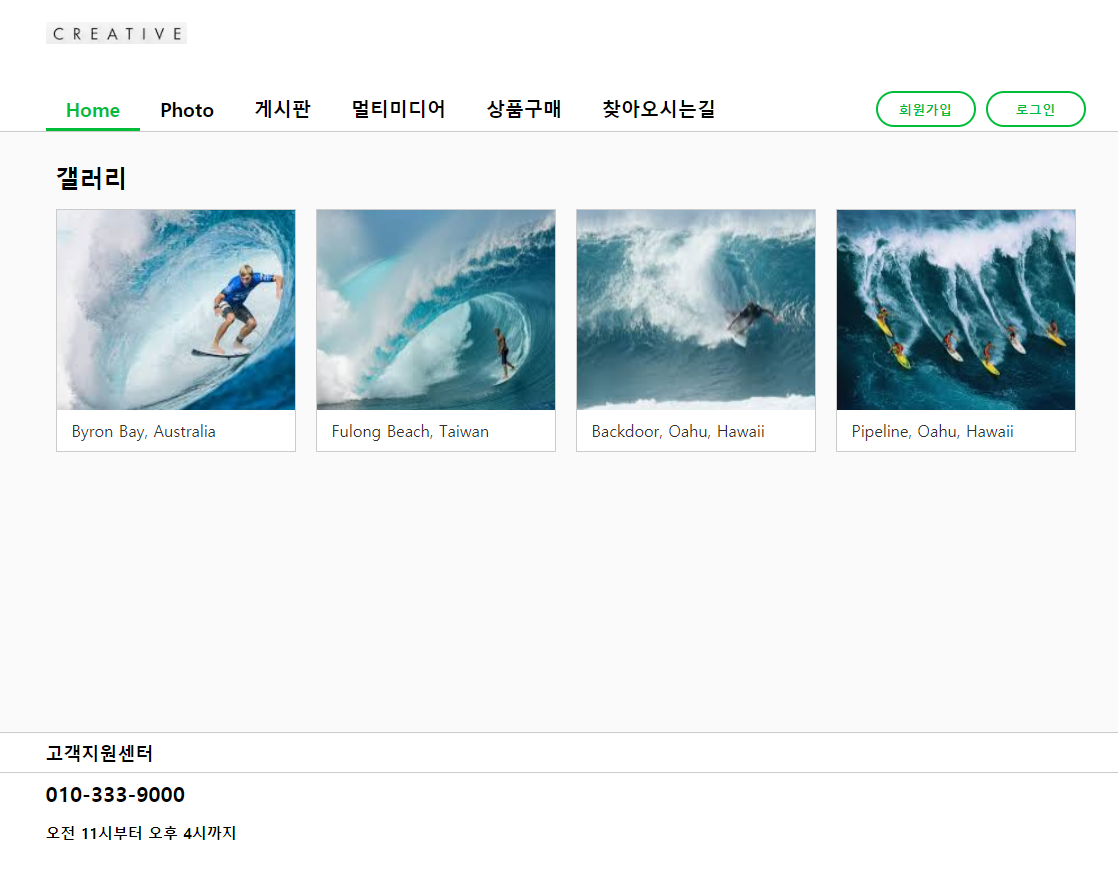 CREATIVE
Home Photo 게시판 멀티미디어 상품구매 찾아오시는길 회원가입 로그인
갤러리
Byron Bay, Australia Fulong Beach, Taiwan Backdoor, Oahu, Hawaii Pipeline, Oahu, Hawaii
고객지원센터
010-333-9000
오전 11시부터 오후 4시까지